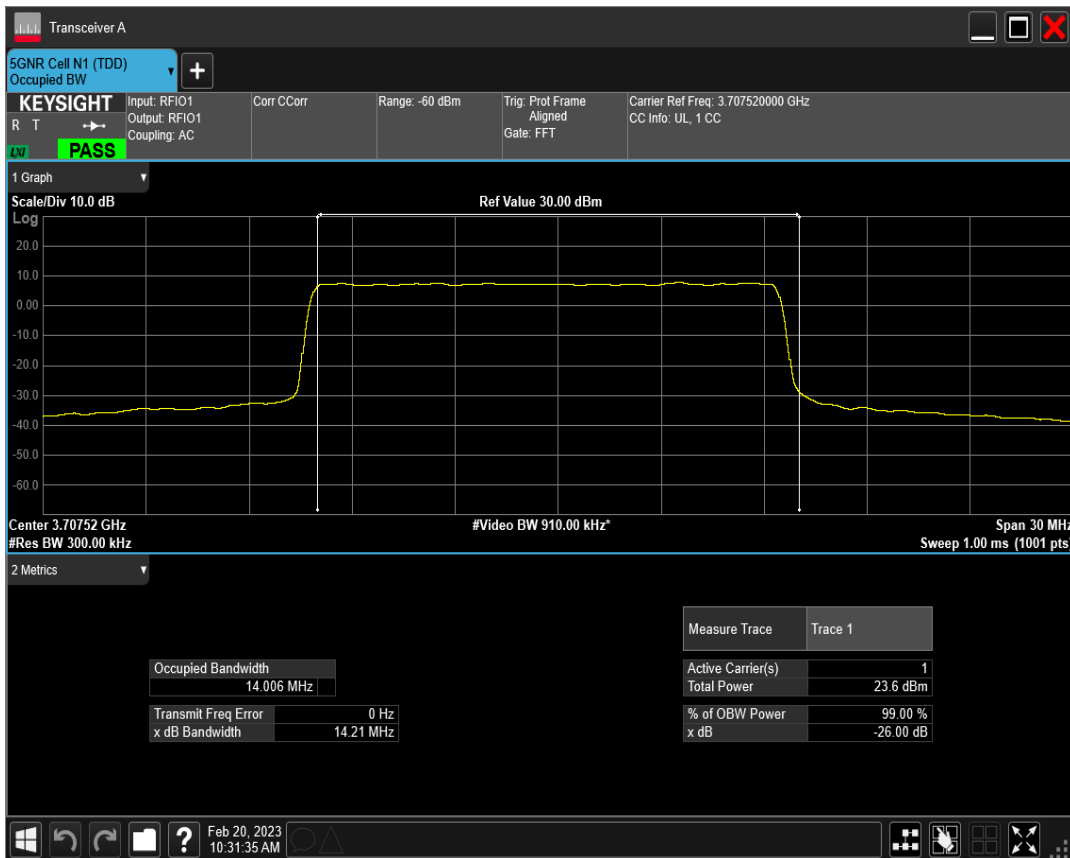 Transceiver A
5GNR Cell N1 (TDD)
Occupied BW
KEYSIGHT
R T
LXI
PASS
Input: RFIO1
Output: RFIO1
Coupling: AC
Corr CCorr
Range: -60 dBm
Trig: Prot Frame
Aligned
Gate: FFT
Carrier Ref Freq: 3.707520000 GHz
CC Info: UL, 1 CC
1 Graph
Scale/Div 10.0 dB
Ref Value 30.00 dBm
Log
20.0
10.0
0.00
-10.0
-20.0
-30.0
-40.0
-50.0
-60.0
Center 3.70752 GHz
#Video BW 910.00 kHz*
Span 30 MHz
#Res BW 300.00 kHz
Sweep 1.00 ms (1001 pts)
2 Metrics
Measure Trace Trace 1
Occupied Bandwidth
14.006 MHz
Active Carrier(s) 1
Total Power 23.6 dBm
Transmit Freq Error 0 Hz
x dB Bandwidth 14.21 MHz
% of OBW Power 99.00 %
x dB -26.00 dB
?
Feb 20, 2023
10:31:35 AM